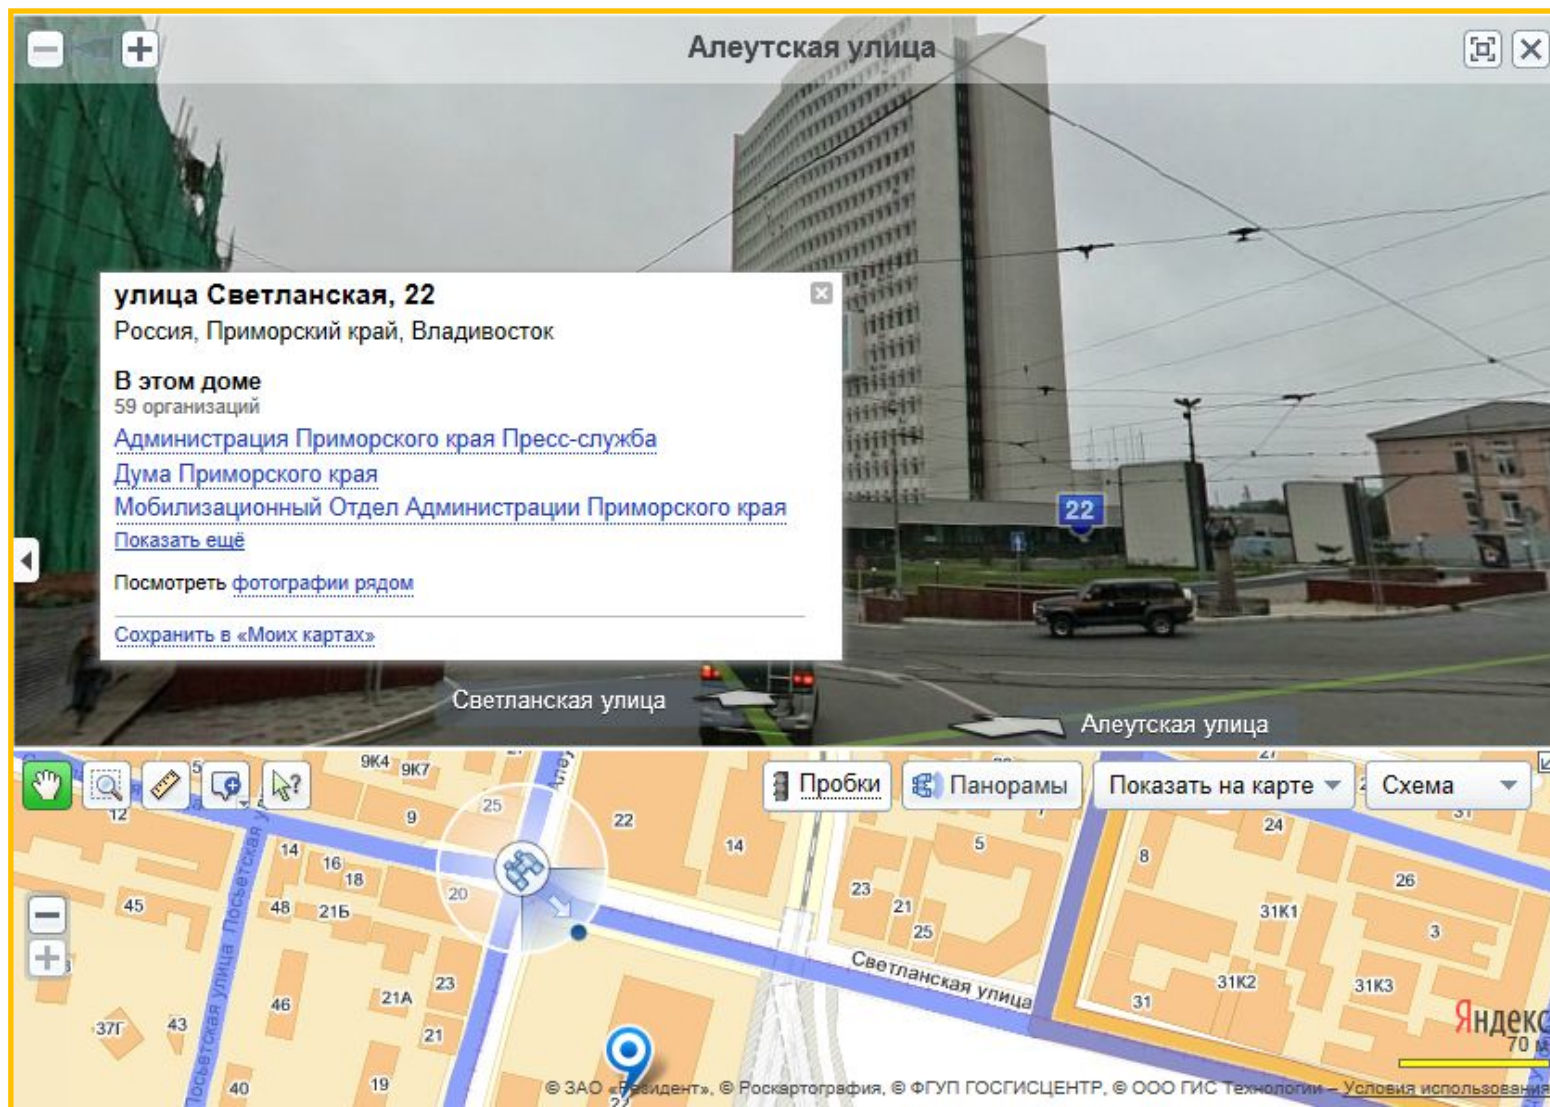 Алеутская улица
улица Светланская, 22
Россия, Приморский край, Владивосток
В этом доме
59 организаций
Администрация Приморского края Пресс-служба
Дума Приморского края
Мобилизационный Отдел Администрации Приморского края
Показать ещё
Посмотреть фотографии рядом
Сохранить в «Моих картах»
22
Светланская улица
Алеутская улица
Пробки
Панорамы
Показать на карте
Схема
9К4
9К7
12
9
25
22
14
5
24
8
14
16
18
20
26
45
48
21Б
23
21
25
31К1
3
Светланская улица
Посьетская улица
46
21А
23
31
31К2
31К3
37Г
43
21
40
19
22
Яндекс
70 м
© ЗАО «Резидент», © Роскартография, © ФГУП ГОСГИСЦЕНТР, © ООО ГИС Технологии – Условия использования